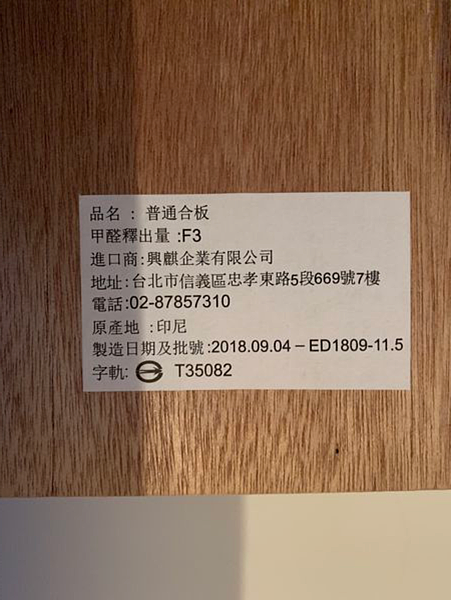 品名 : 普通合板
甲醛釋出量 :F3
進口商:興麒企業有限公司
地址:台北市信義區忠孝東路5段669號7樓
電話:02-87857310
原產地 :印尼
製造日期及批號:2018.09.04 – ED1809-11.5
字軌: T35082